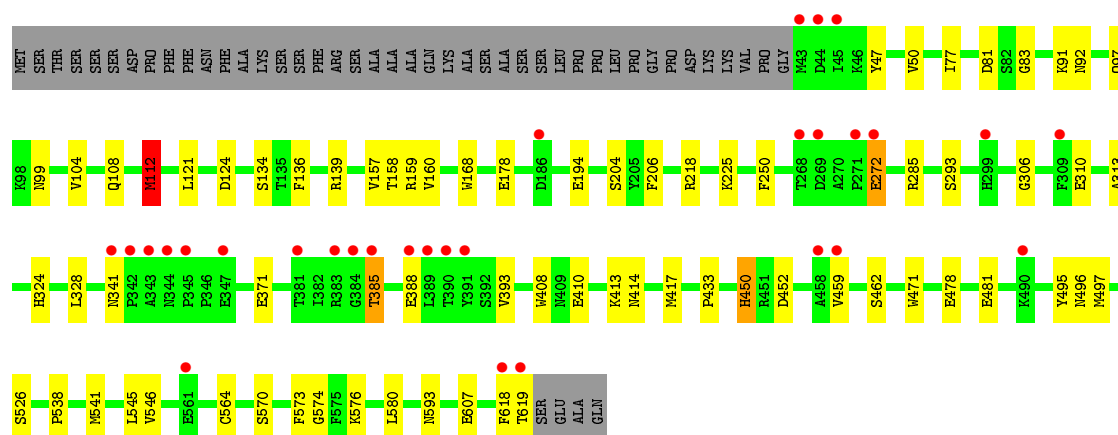 MET SER THR SER SER SER ASP PRO PHE PHE ASN PHE ALA LYS SER SER PHE ARG SER ALA ALA ALA GLN LYS ALA SER ALA SER SER LEU PRO PRO LEU PRO GLY PRO ASP LYS LYS VAL PRO GLY M43 D44 I45 K46 Y47 V50 I77 D81 S82 G83 K91 N92
K98 N99 V104 Q108 M112 L121 D124 S134 T135 F136 R139 V157 T158 R159 V160 W168 E178 D186 E194 S204 Y205 F206 R218 K225 F250 T268 D269 A270 P271 E272 R285 S293 H299 G306 F309 E310 A313
H324 L328 N341 P342 A343 N344 P345 P346 E347 E371 T381 I382 R383 G384 T385 E388 L389 T390 Y391 S392 V393 W408 N409 E410 K413 N414 M417 P433 H450 R451 D452 A458 V459 S462 W471 E478 E481 K490 Y495 N496 M497
S526 P538 M541 L545 V546 E561 C564 S570 F573 G574 F575 K576 L580 N593 E607 F618 T619 SER GLU ALA GLN